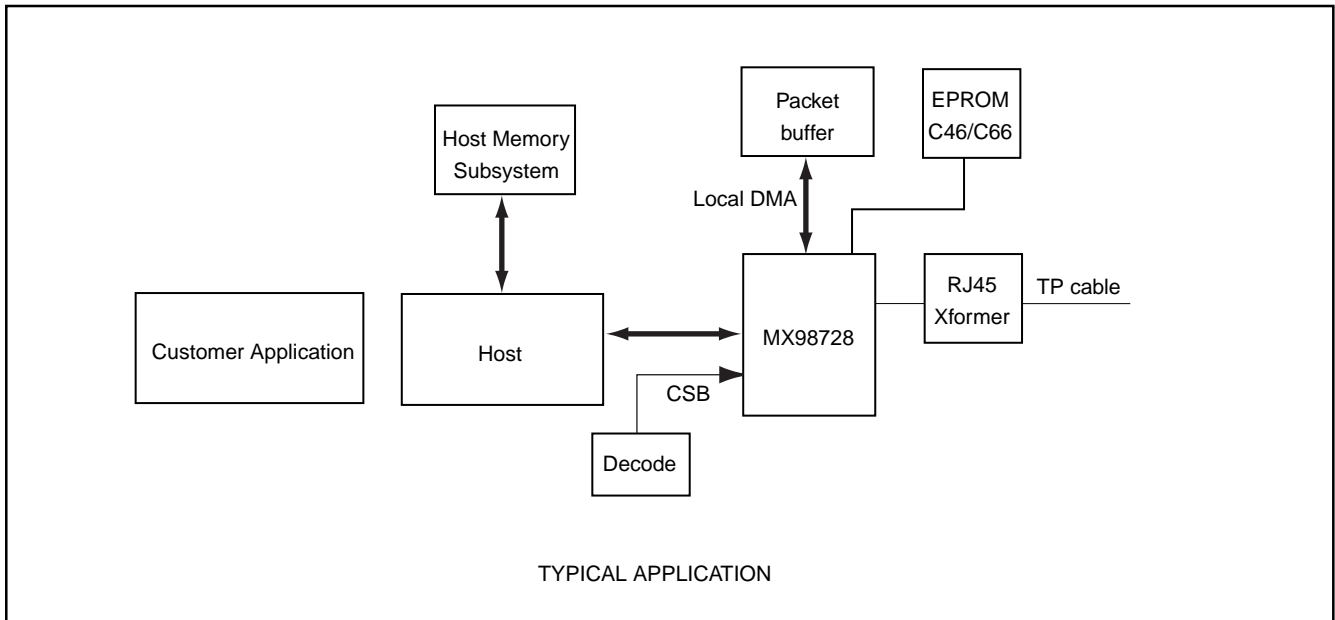 Packet
buffer
EPROM
C46/C66
Host Memory
Subsystem
Local DMA
RJ45
Xformer
TP cable
Customer Application
Host
MX98728
CSB
Decode
TYPICAL APPLICATION